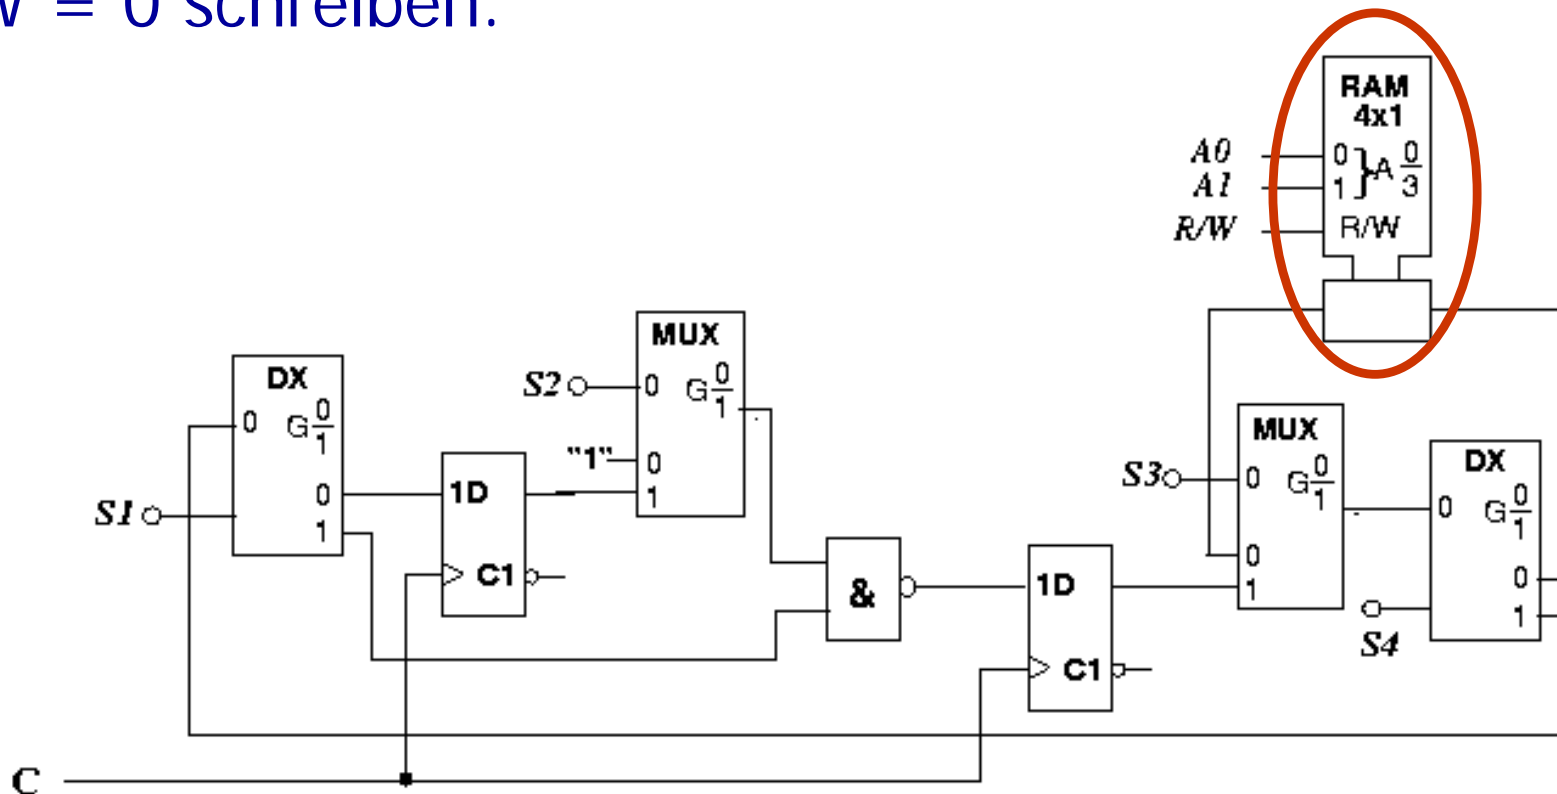 = 0 schreiben.
RAM
4x1
A0 0 } A 0/3
A1 1
R/W R/W
MUX
S2 0 G 0/1
"1" 0
1
DX
0 G 0/1
0
S1 1
1D
C1
&
1D
C1
MUX
S3 0 G 0/1
0
1
DX
0 G 0/1
0
1
S4
C